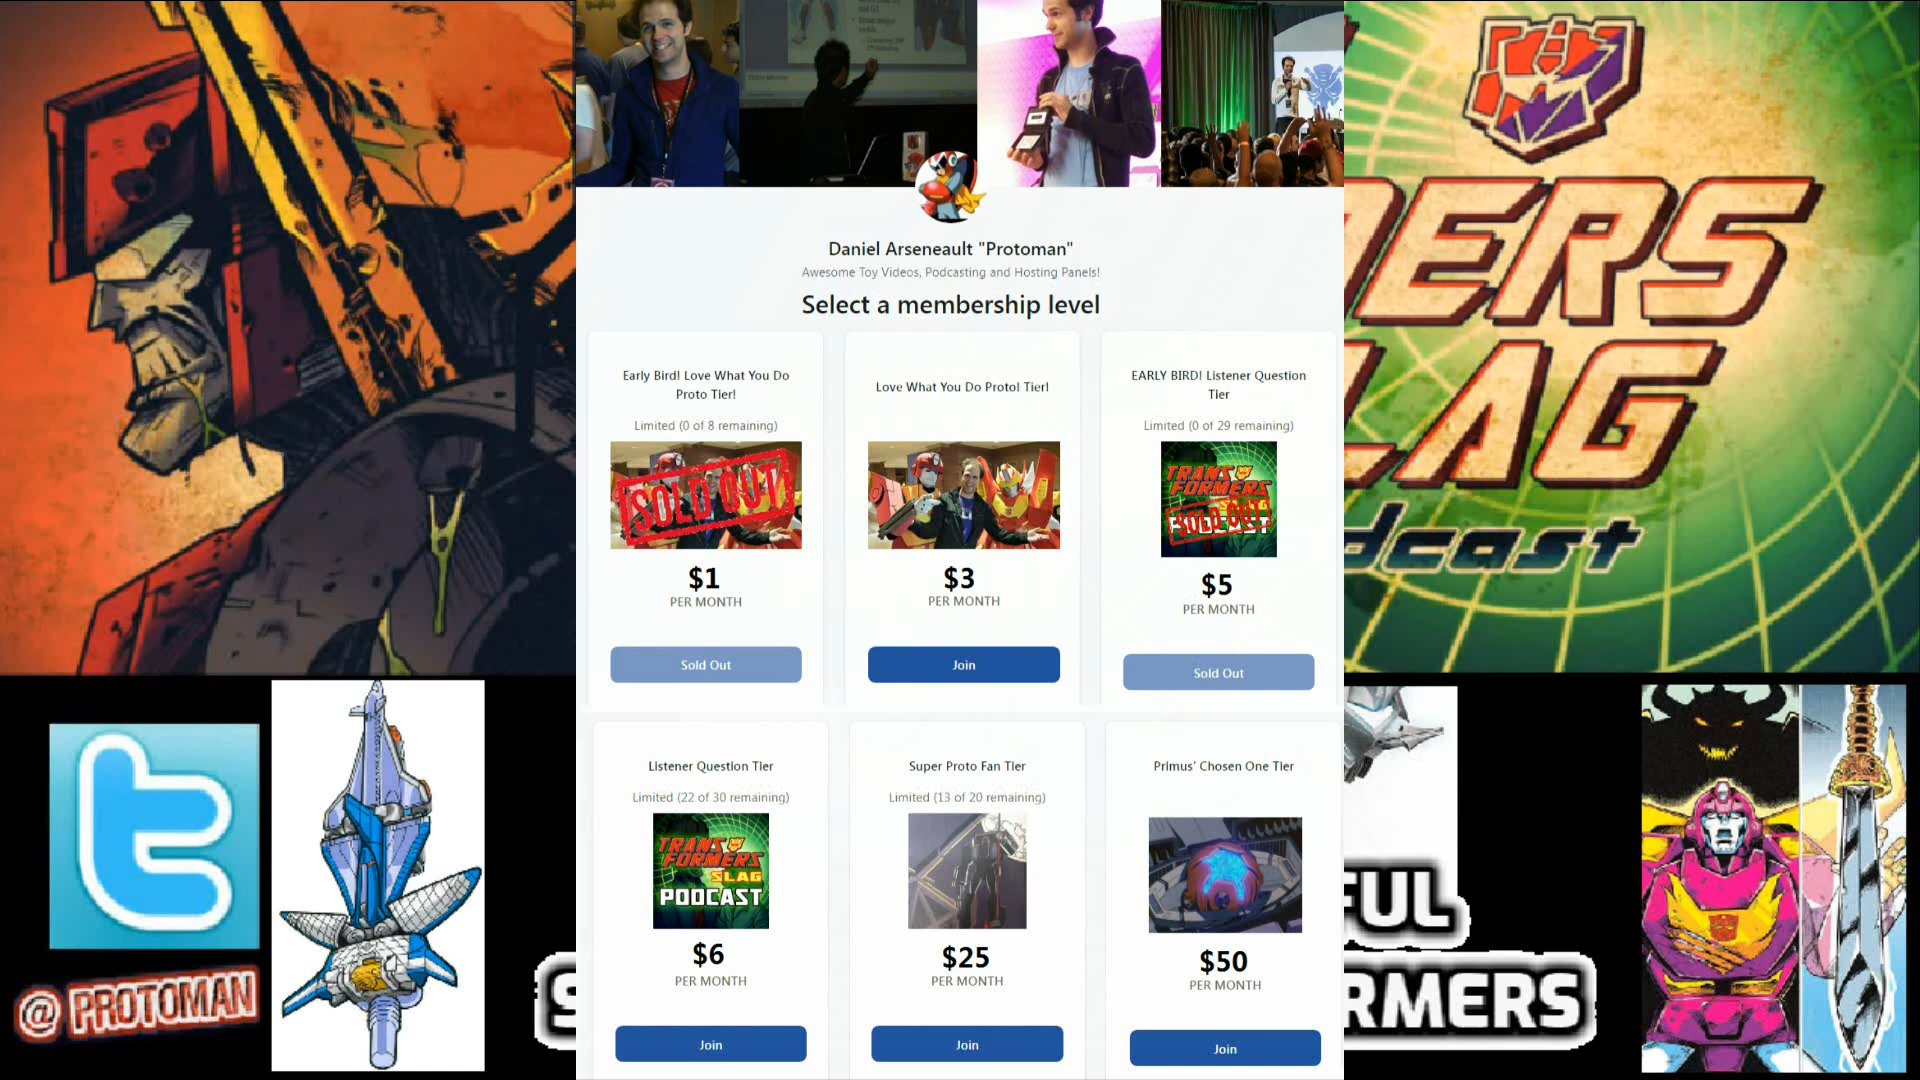 Daniel Arseneault "Protoman"
Awesome Toy Videos, Podcasting and Hosting Panels!
Select a membership level
Early Bird! Love What You Do
Proto Tier!
Limited (0 of 8 remaining)
SOLD OUT
$1
PER MONTH
Sold Out
Love What You Do Proto! Tier!
$3
PER MONTH
Join
EARLY BIRD! Listener Question
Tier
Limited (0 of 29 remaining)
TRANS
FORMERS
SOLD OUT
$5
PER MONTH
Sold Out
Listener Question Tier
Limited (22 of 30 remaining)
TRANS
FORMERS
SLAG
PODCAST
$6
PER MONTH
Join
Super Proto Fan Tier
Limited (13 of 20 remaining)
$25
PER MONTH
Join
Primus' Chosen One Tier
$50
PER MONTH
Join
ERS
LAG
dcast
@ PROTOMAN
S
FUL
RMERS